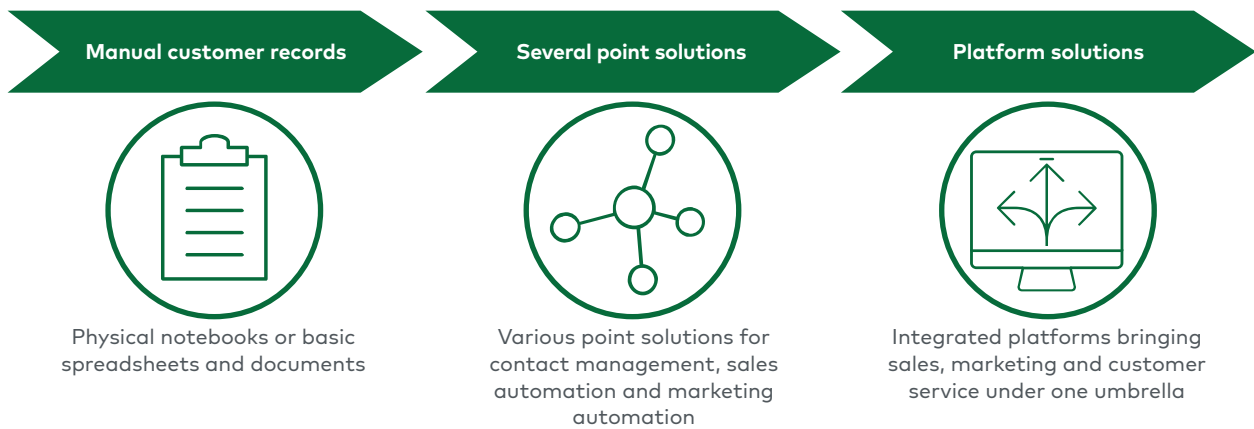 Manual customer records
Several point solutions
Platform solutions
Physical notebooks or basic
spreadsheets and documents
Various point solutions for
contact management, sales
automation and marketing
automation
Integrated platforms bringing
sales, marketing and customer
service under one umbrella